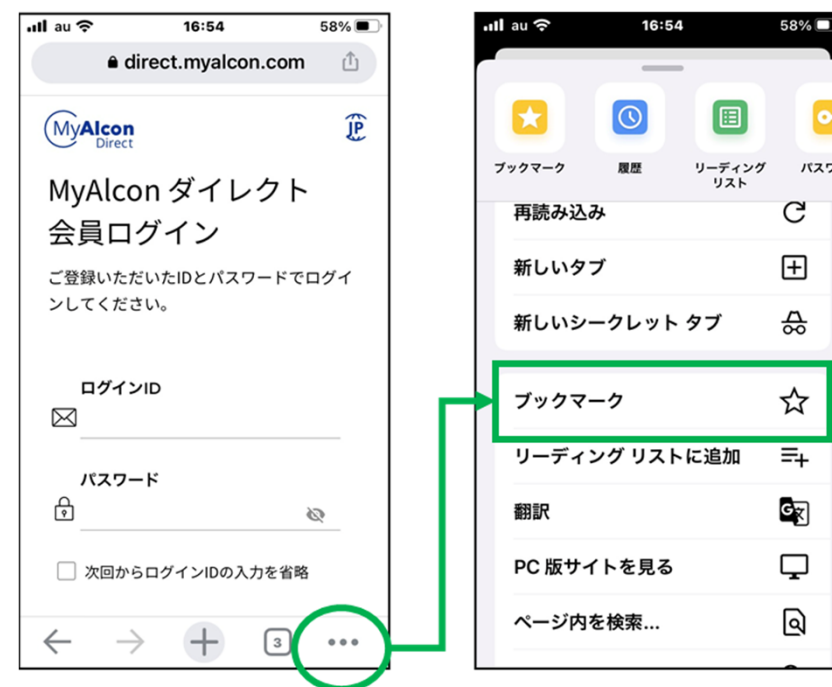 au 16:54 58%
direct.myalcon.com
MyAlcon
Direct
JP
MyAlcon ダイレクト
会員ログイン
ご登録いただいたIDとパスワードでログイ
ンしてください。
ログインID
パスワード
次回からログインIDの入力を省略
3
au 16:54 58%
ブックマーク 履歴 リーディング パスワ
リスト
再読み込み
新しいタブ
新しいシークレット タブ
ブックマーク
リーディング リストに追加
翻訳
PC 版サイトを見る
ページ内を検索...